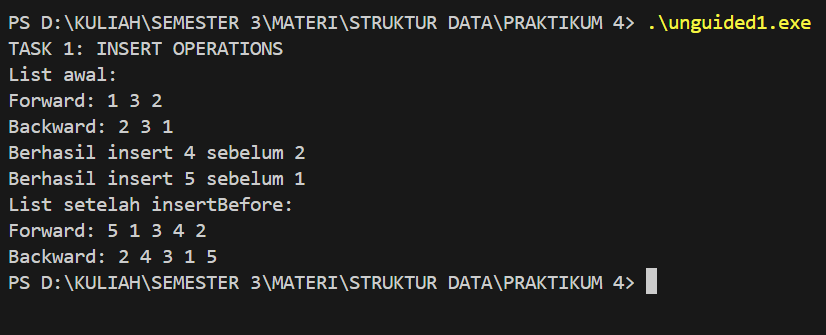 PS D:\KULIAH\SEMESTER 3\MATERI\STRUKTUR DATA\PRAKTIKUM 4> .\unguided1.exe
TASK 1: INSERT OPERATIONS
List awal:
Forward: 1 3 2
Backward: 2 3 1
Berhasil insert 4 sebelum 2
Berhasil insert 5 sebelum 1
List setelah insertBefore:
Forward: 5 1 3 4 2
Backward: 2 4 3 1 5
PS D:\KULIAH\SEMESTER 3\MATERI\STRUKTUR DATA\PRAKTIKUM 4>